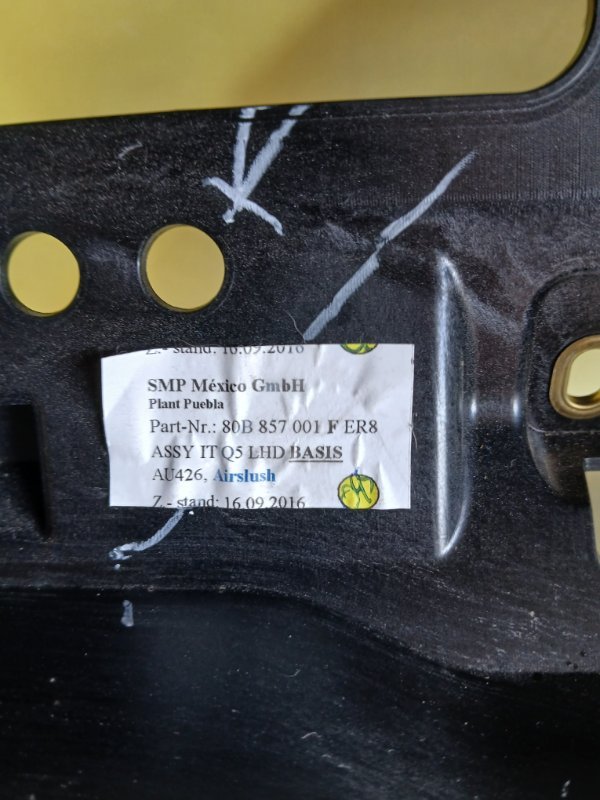 Z.- stand: 16.09.2016
SMP México GmbH
Plant Puebla
Part-Nr.: 80B 857 001 F ER8
ASSY IT Q5 LHD BASIS
AU426, Airslush
Z.- stand: 16.09.2016